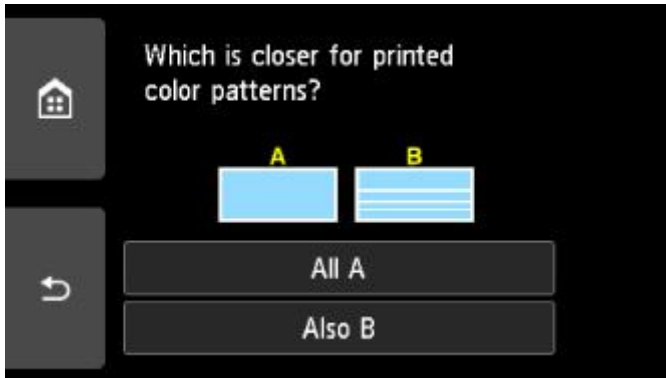 Which is closer for printed
color patterns?
A B
All A
Also B